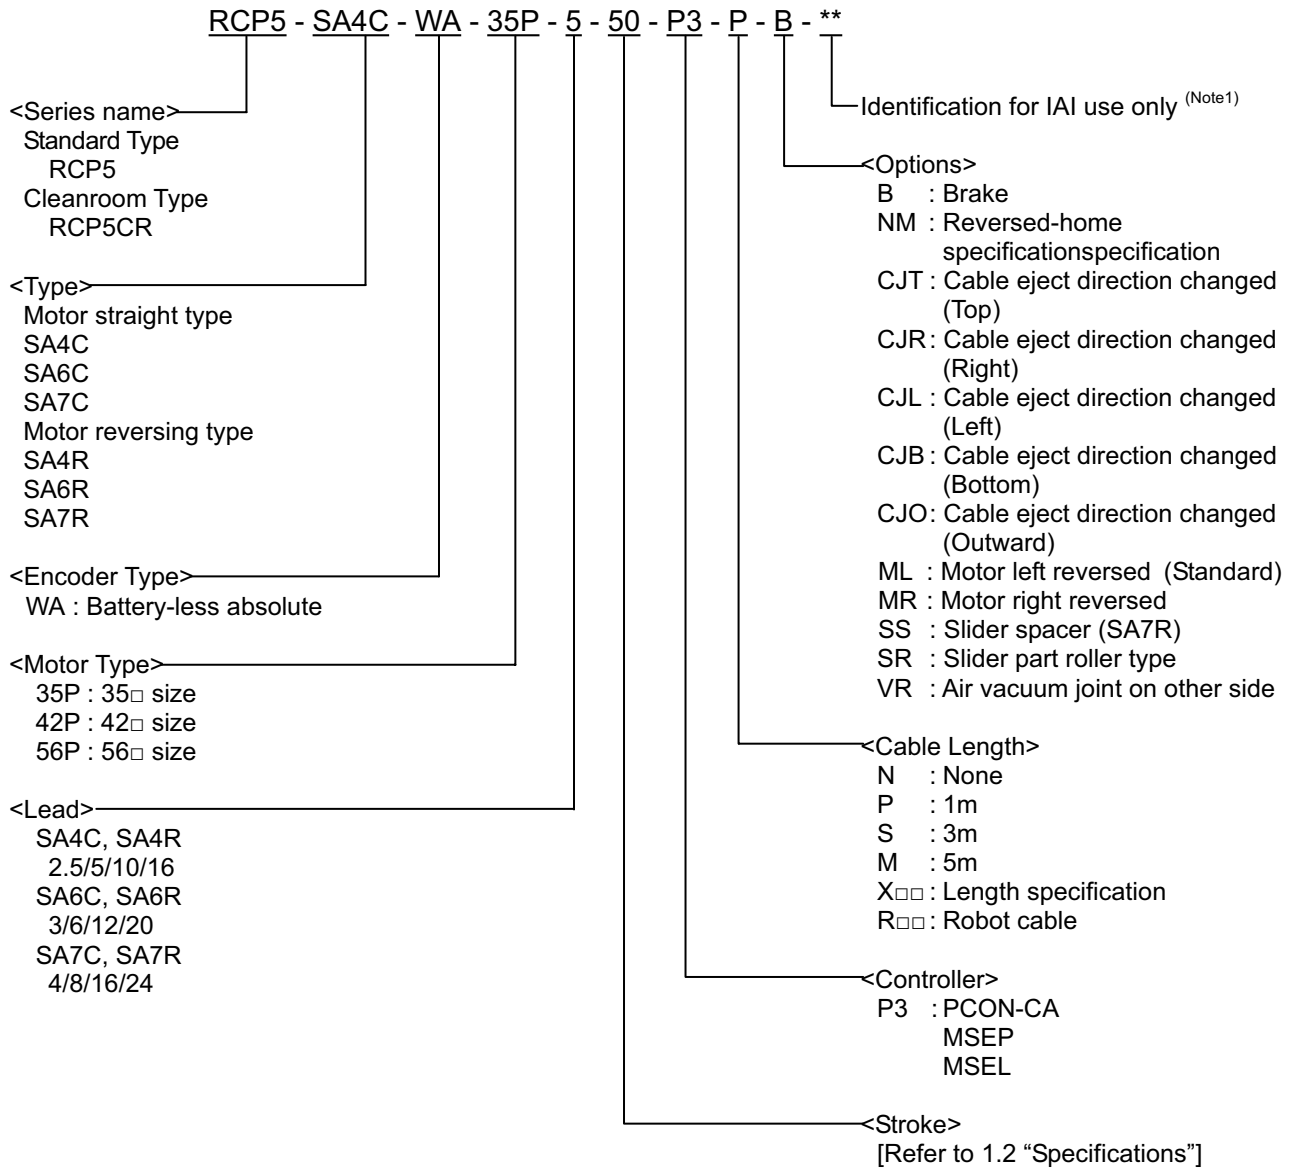 RCP5 - SA4C - WA - 35P - 5 - 50 - P3 - P - B - **
<Series name>
Standard Type
RCP5
Cleanroom Type
RCP5CR
<Type>
Motor straight type
SA4C
SA6C
SA7C
Motor reversing type
SA4R
SA6R
SA7R
<Encoder Type>
WA : Battery-less absolute
<Motor Type>
35P : 35□ size
42P : 42□ size
56P : 56□ size
<Lead>
SA4C, SA4R
2.5/5/10/16
SA6C, SA6R
3/6/12/20
SA7C, SA7R
4/8/16/24
Identification for IAI use only (Note1)
<Options>
B : Brake
NM : Reversed-home
specificationspecification
CJT : Cable eject direction changed
(Top)
CJR : Cable eject direction changed
(Right)
CJL : Cable eject direction changed
(Left)
CJB : Cable eject direction changed
(Bottom)
CJO : Cable eject direction changed
(Outward)
ML : Motor left reversed (Standard)
MR : Motor right reversed
SS : Slider spacer (SA7R)
SR : Slider part roller type
VR : Air vacuum joint on other side
<Cable Length>
N : None
P : 1m
S : 3m
M : 5m
X□□ : Length specification
R□□ : Robot cable
<Controller>
P3 : PCON-CA
MSEP
MSEL
<Stroke>
[Refer to 1.2 “Specifications”]